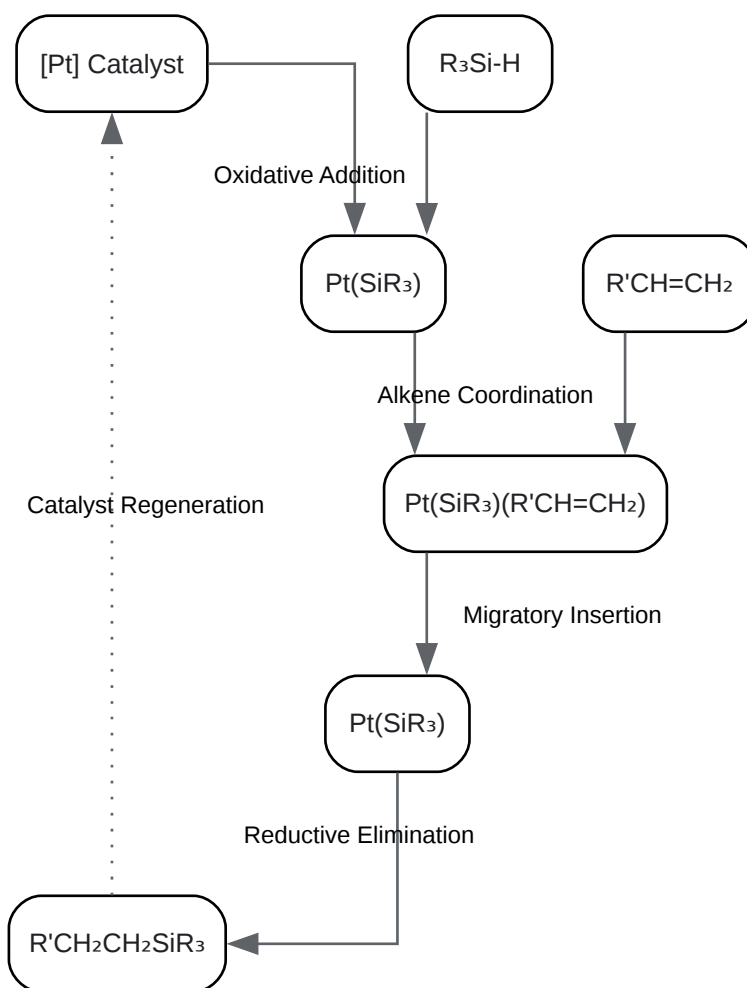 [Pt] Catalyst
R₃Si-H
Oxidative Addition
Pt(SiR₃)
R'CH=CH₂
Alkene Coordination
Pt(SiR₃)(R'CH=CH₂)
Catalyst Regeneration
Migratory Insertion
Pt(SiR₃)
Reductive Elimination
R'CH₂CH₂SiR₃